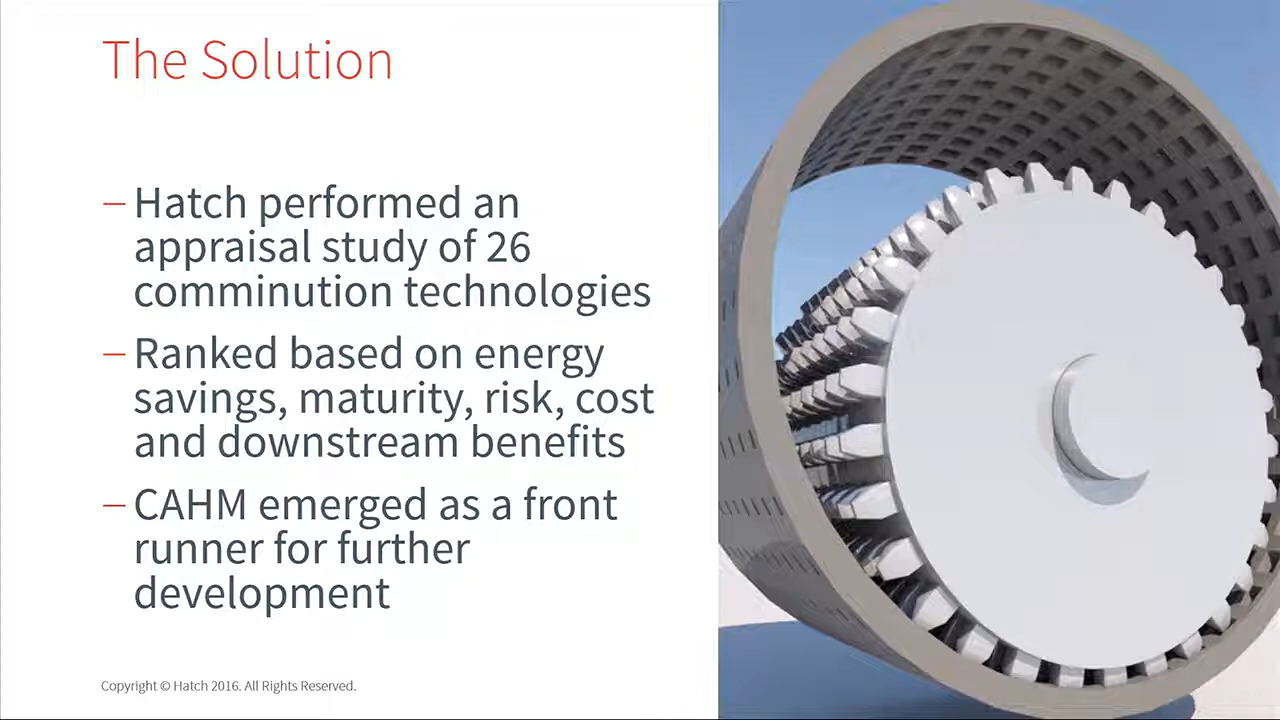 The Solution
– Hatch performed an
appraisal study of 26
comminution technologies
– Ranked based on energy
savings, maturity, risk, cost
and downstream benefits
– CAHM emerged as a front
runner for further
development
Copyright © Hatch 2016. All Rights Reserved.